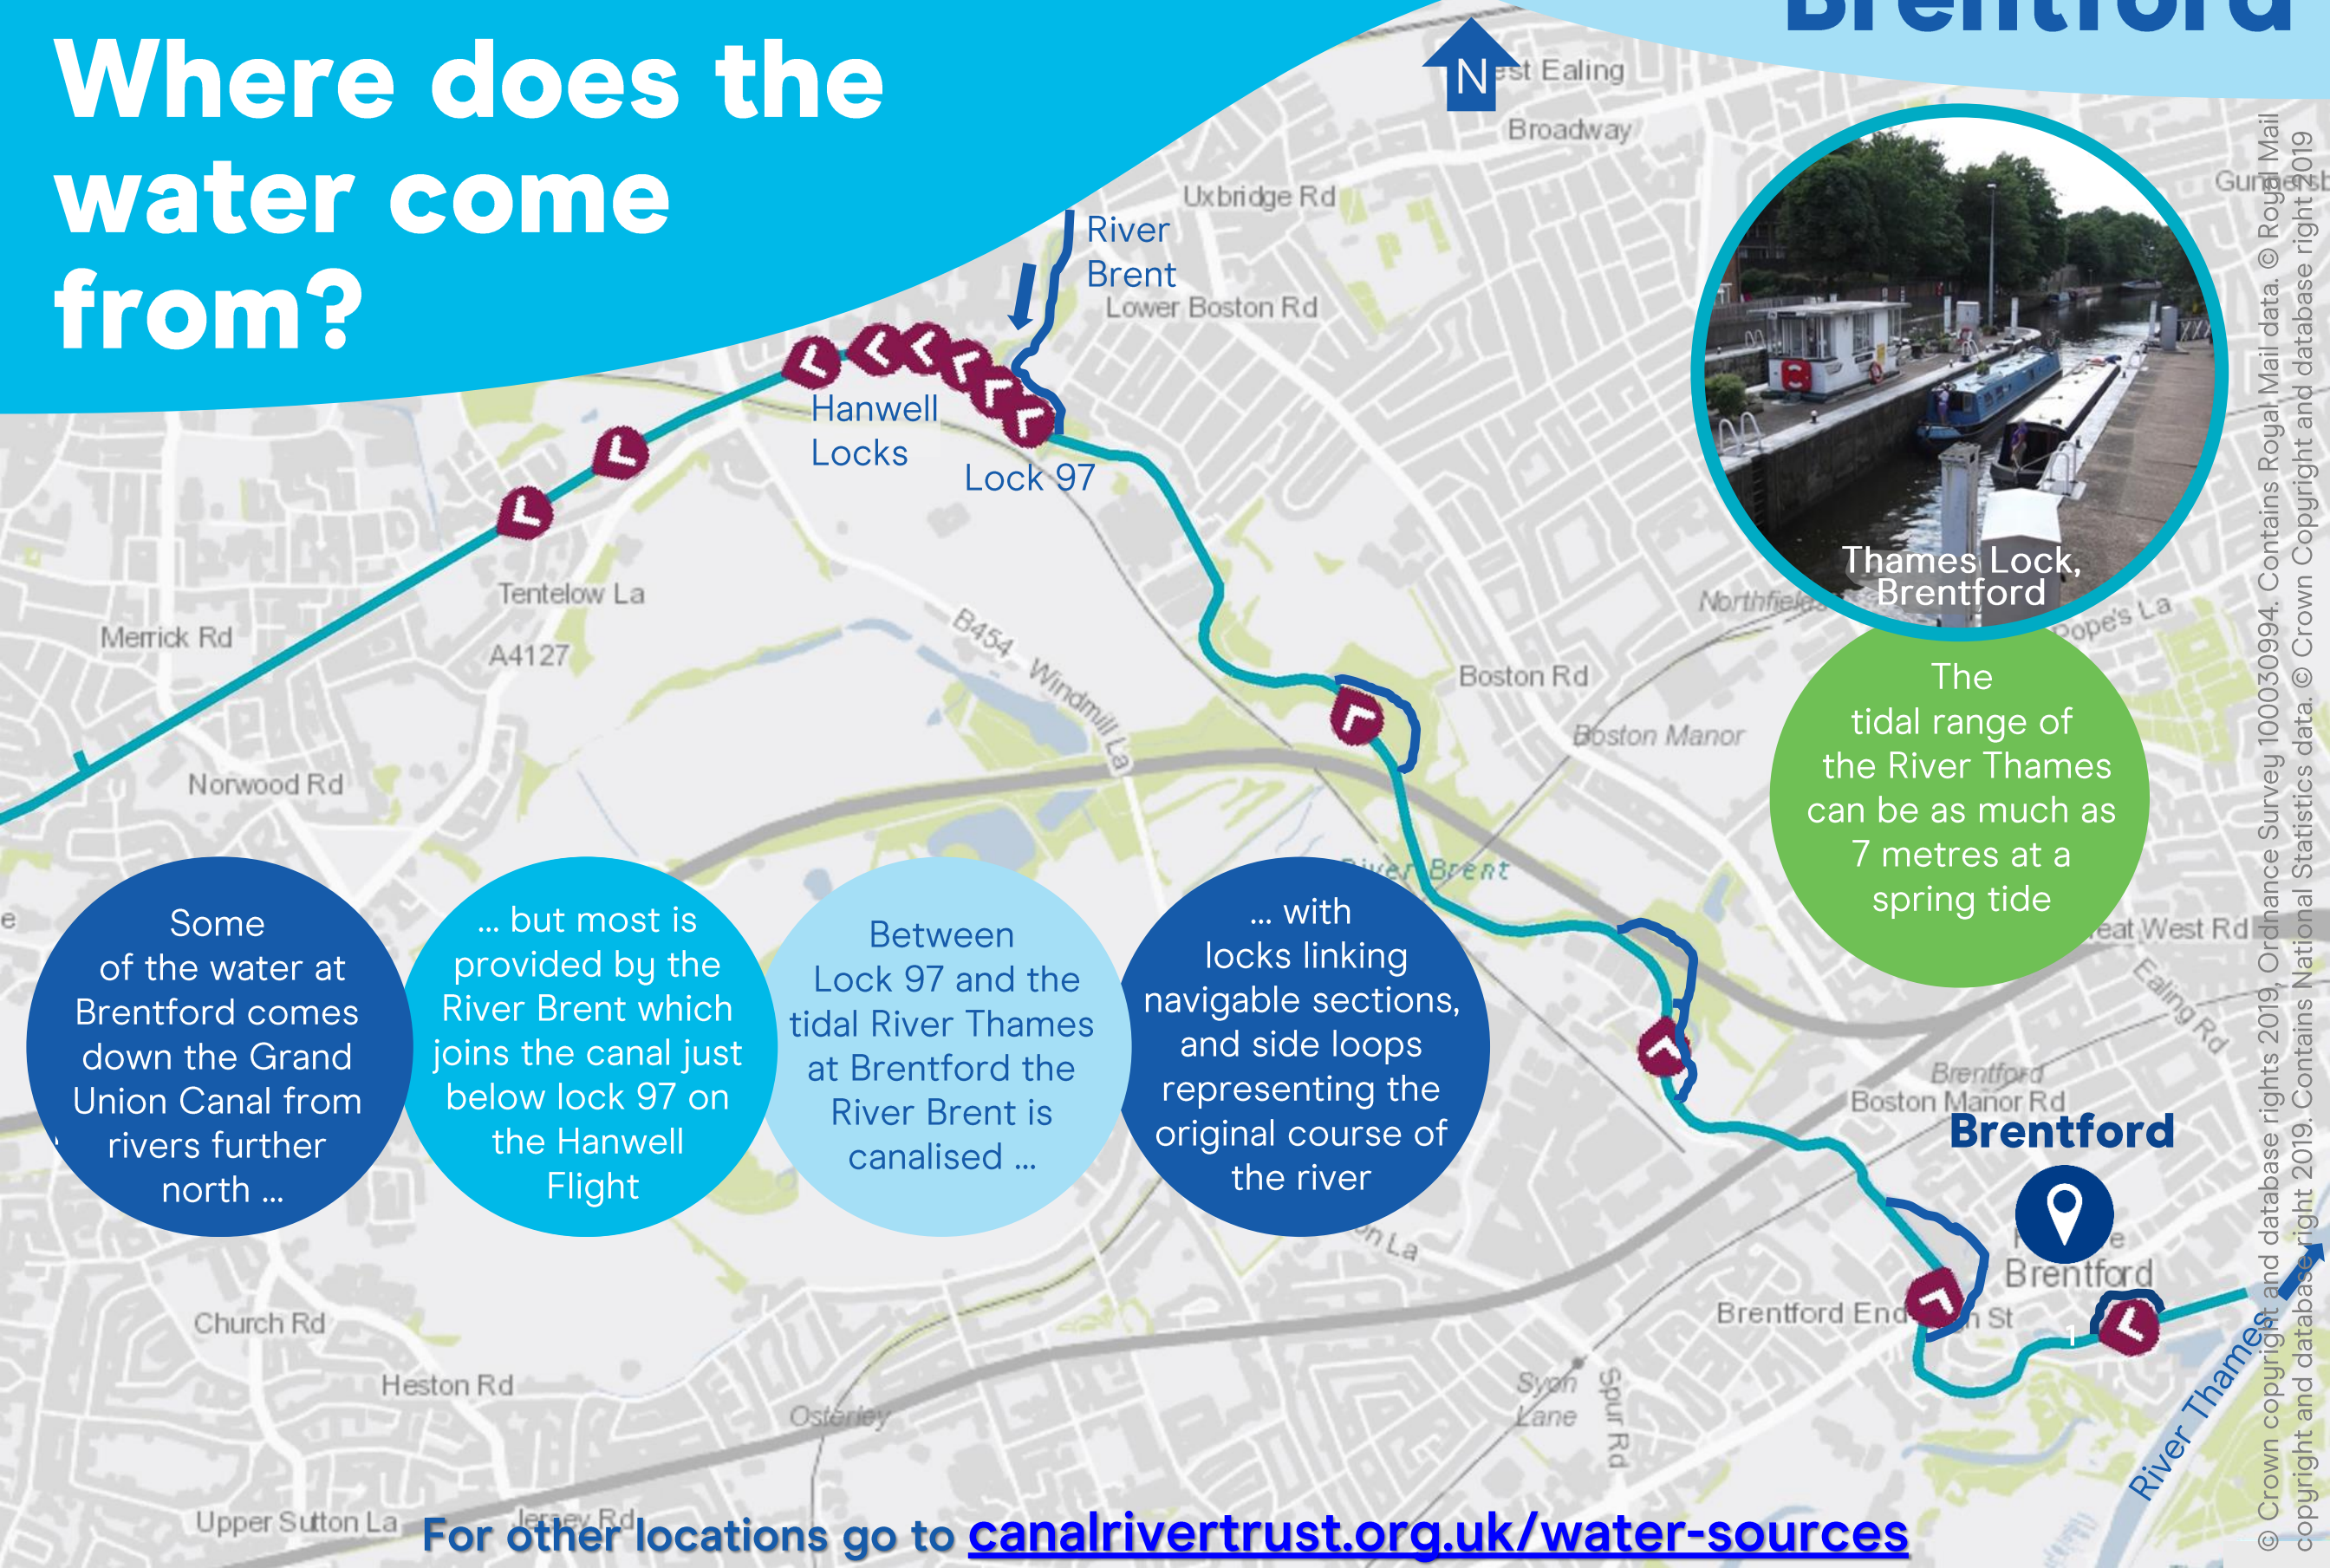 Brentford
Where does the
water come
from?
N
est Ealing
Broadway
Uxbridge Rd
River
Brent
Lower Boston Rd
Hanwell
Locks
Lock 97
Thames Lock,
Brentford
Tentelow La
Merrick Rd
A4127
B454 - Windmill La
Pope's La
Boston Rd
Boston Manor
Norwood Rd
The
tidal range of
the River Thames
can be as much as
7 metres at a
spring tide
River Brent
eat West Rd
Ealing Rd
Some
of the water at
Brentford comes
down the Grand
Union Canal from
rivers further
north ...
... but most is
provided by the
River Brent which
joins the canal just
below lock 97 on
the Hanwell
Flight
Between
Lock 97 and the
tidal River Thames
at Brentford the
River Brent is
canalised ...
... with
locks linking
navigable sections,
and side loops
representing the
original course of
the river
Brentford
Boston Manor Rd
Brentford
Brentford
Brentford End
h St
1
on La
Church Rd
Heston Rd
Osterley
Syon
Lane
Spur Rd
River Thames
Upper Sutton La
Jersey Rd
For other locations go to canalrivertrust.org.uk/water-sources
© Crown copyright and database rights 2019, Ordnance Survey 100030994. Contains Royal Mail data. © Royal Mail
copyright and database right 2019. Contains National Statistics data. © Crown Copyright and database right 2019